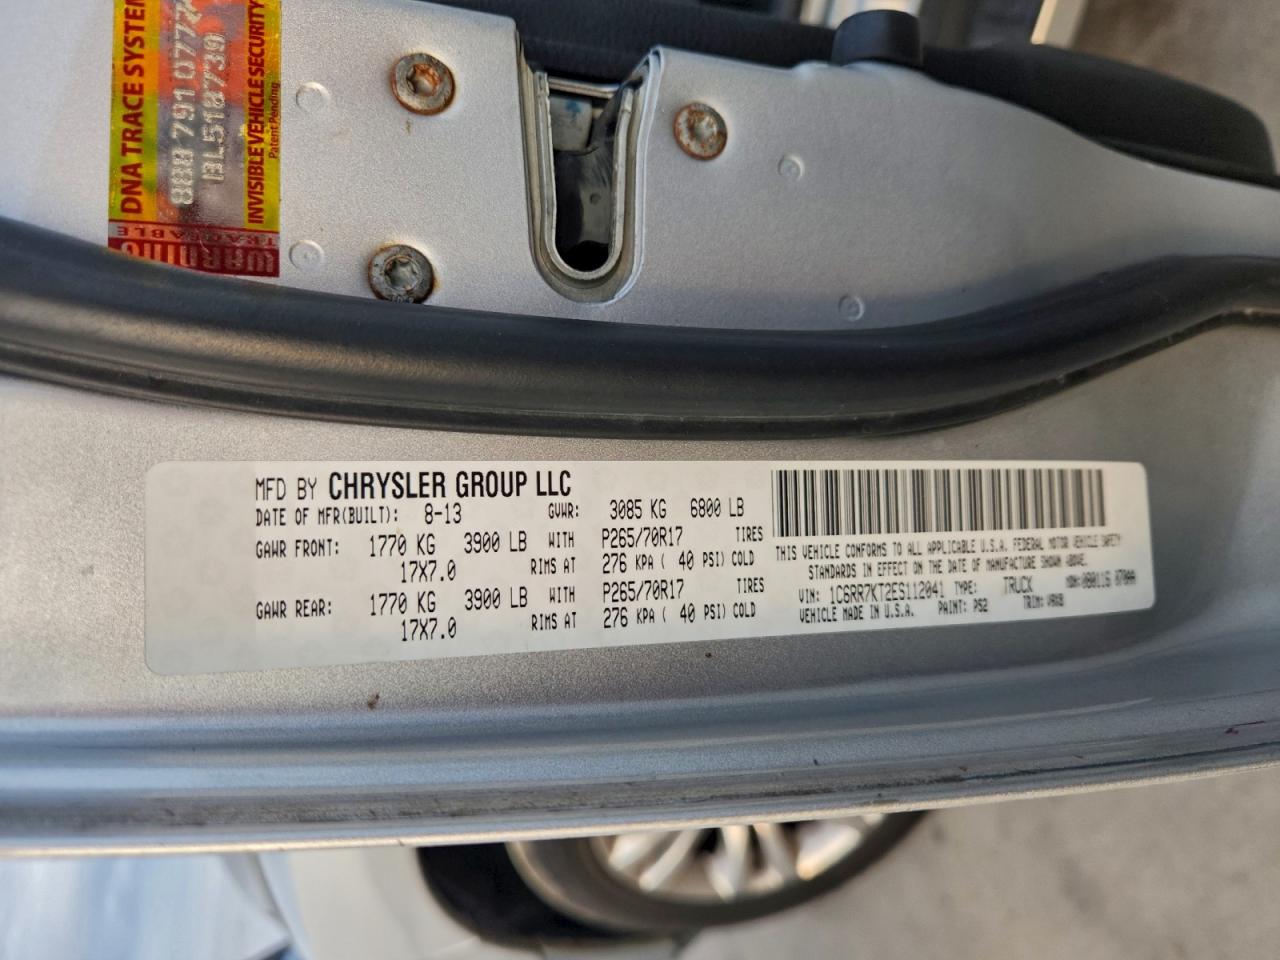 DNA TRACE SYSTEM
888 791 0777
BL518739
INVISIBLE VEHICLE SECURITY
Patent Pending
WARNING
TRACEABLE
MFD BY CHRYSLER GROUP LLC
DATE OF MFR(BUILT): 8-13 GVWR: 3085 KG 6800 LB
GAWR FRONT: 1770 KG 3900 LB WITH P265/70R17 TIRES
17X7.0 RIMS AT 276 KPA ( 40 PSI) COLD
GAWR REAR: 1770 KG 3900 LB WITH P265/70R17 TIRES
17X7.0 RIMS AT 276 KPA ( 40 PSI) COLD
THIS VEHICLE CONFORMS TO ALL APPLICABLE U.S.A. FEDERAL MOTOR VEHICLE SAFETY
STANDARDS IN EFFECT ON THE DATE OF MANUFACTURE SHOWN ABOVE.
VIN: 1C6RR7KT2ES112041 TYPE: TRUCK MDH: 080116
VEHICLE MADE IN U.S.A. PAINT: PS2 TRIM: